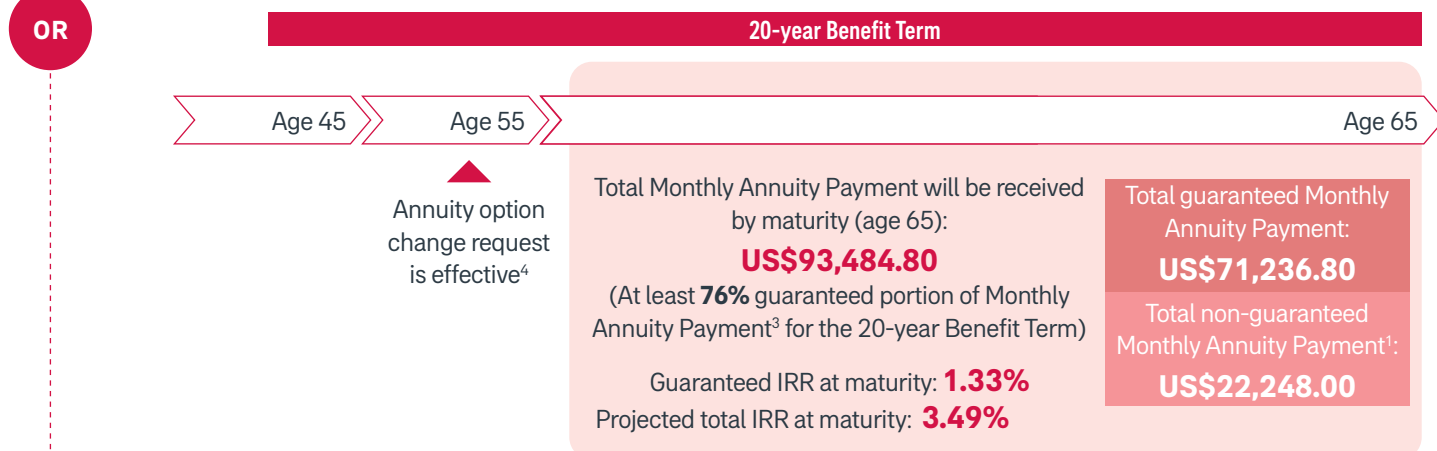 OR
20-year Benefit Term
Age 45
Age 55
Age 65
Annuity option
change request
is effective4
Total Monthly Annuity Payment will be received
by maturity (age 65):
US$93,484.80
(At least 76% guaranteed portion of Monthly
Annuity Payment3 for the 20-year Benefit Term)
Guaranteed IRR at maturity: 1.33%
Projected total IRR at maturity: 3.49%
Total guaranteed Monthly
Annuity Payment:
US$71,236.80
Total non-guaranteed
Monthly Annuity Payment1:
US$22,248.00